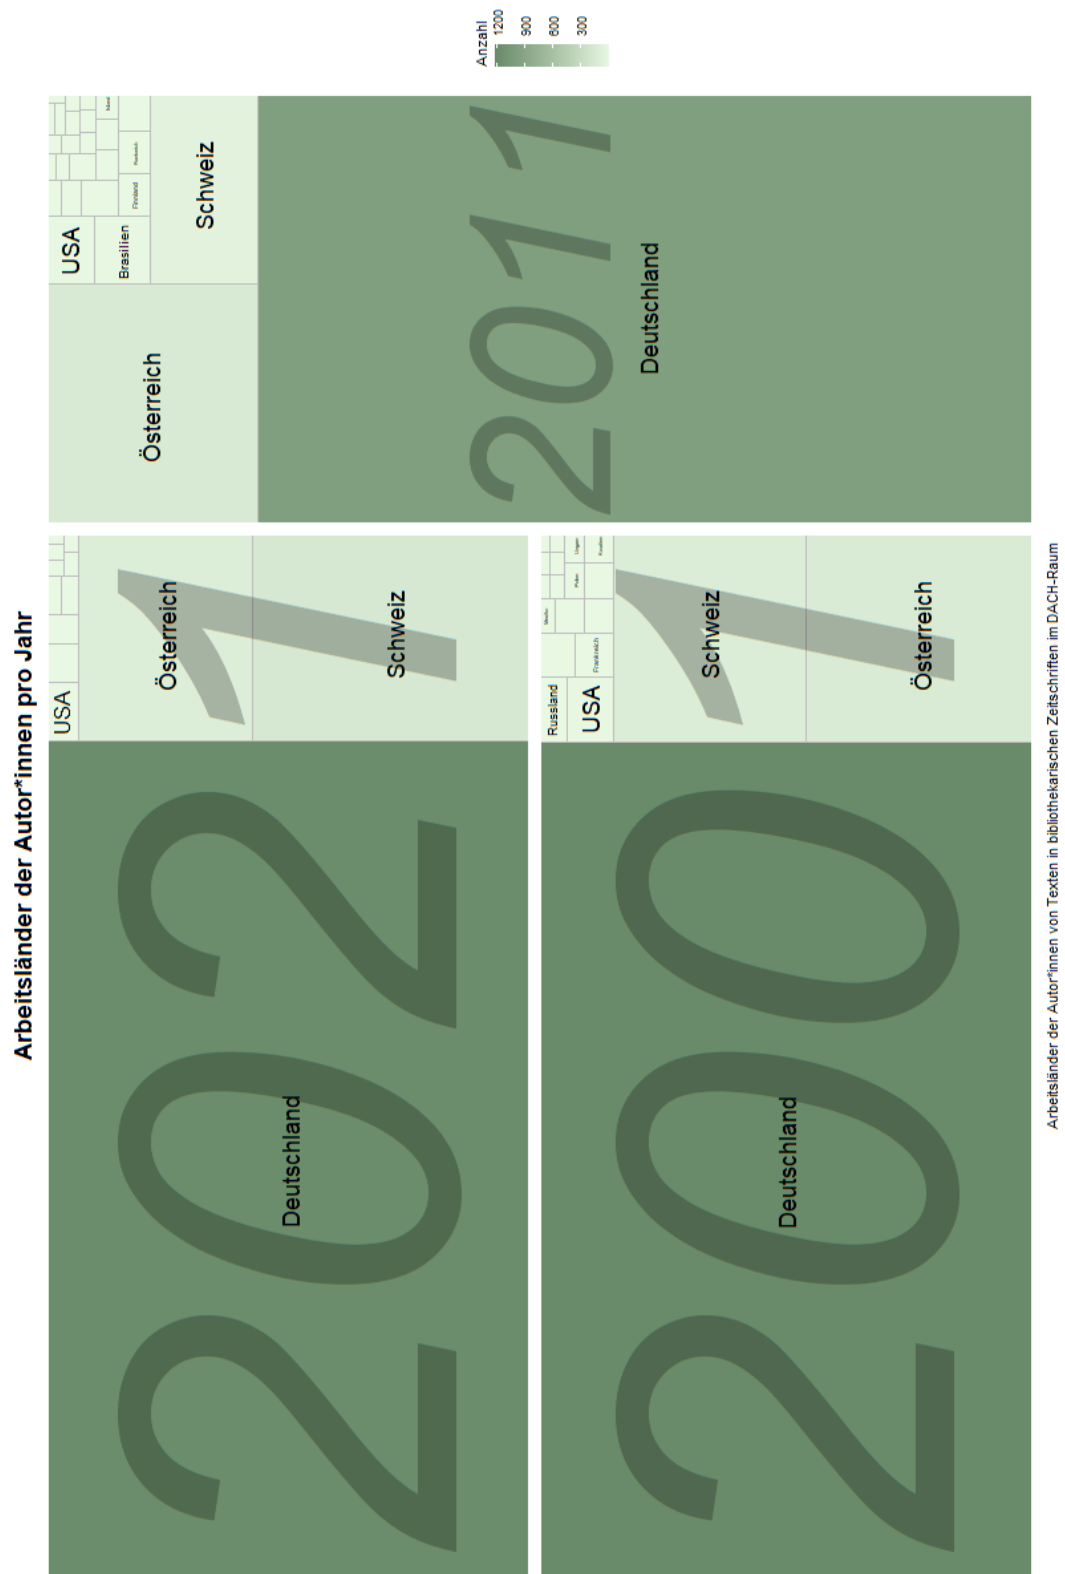 Arbeitsländer der Autor*innen pro Jahr
USA
Österreich
Schweiz
Deutschland
2021
Russland
USA
Frankreich
Schweiz
Österreich
Deutschland
2001
Österreich
USA
Brasilien
Finnland
Frankreich
Schweiz
Deutschland
2011
Anzahl
1200
900
600
300
Arbeitsländer der Autor*innen von Texten in bibliothekarischen Zeitschriften im DACH-Raum